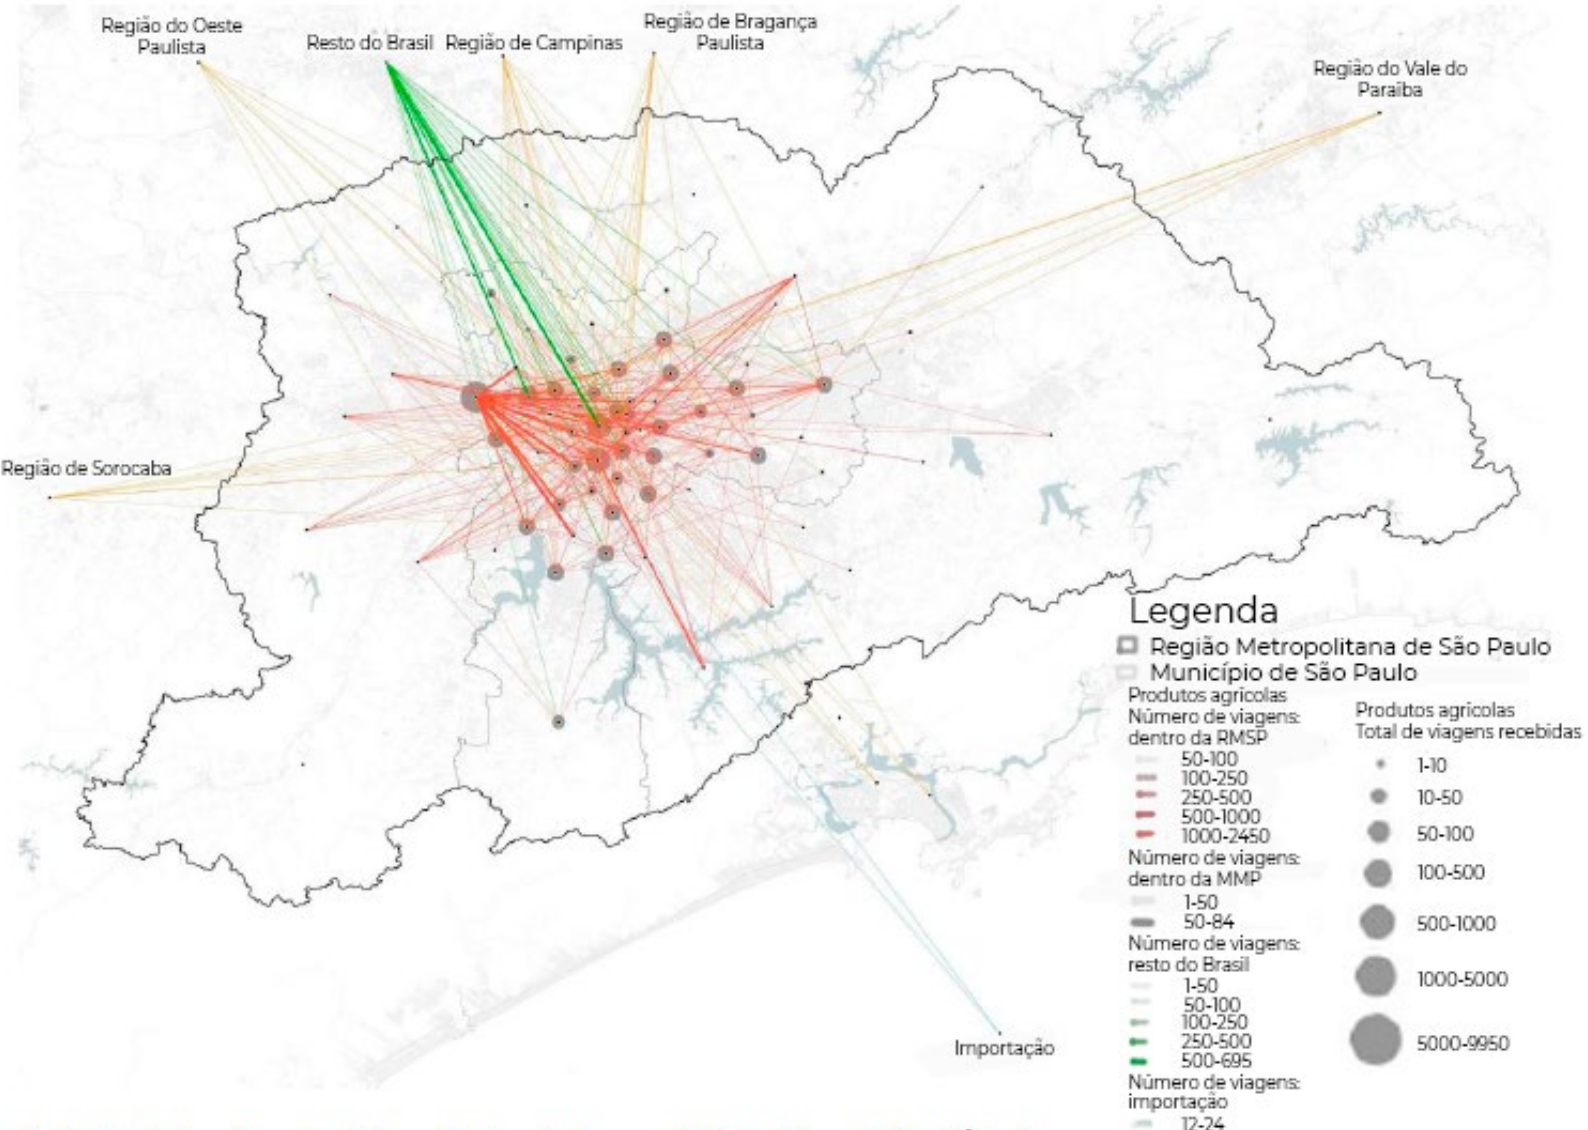 Região do Oeste
Paulista
Resto do Brasil
Região de Campinas
Região de Bragança
Paulista
Região do Vale do
Paraiba
Região de Sorocaba
Importação
Legenda
Região Metropolitana de São Paulo
Município de São Paulo
Produtos agrícolas
Número de viagens:
dentro da RMSP
50-100
100-250
250-500
500-1000
1000-2450
Número de viagens:
dentro da MMP
1-50
50-84
Número de viagens:
resto do Brasil
1-50
50-100
100-250
250-500
500-695
Número de viagens:
importação
12-24
Produtos agrícolas
Total de viagens recebidas
1-10
10-50
50-100
100-500
500-1000
1000-5000
5000-9950